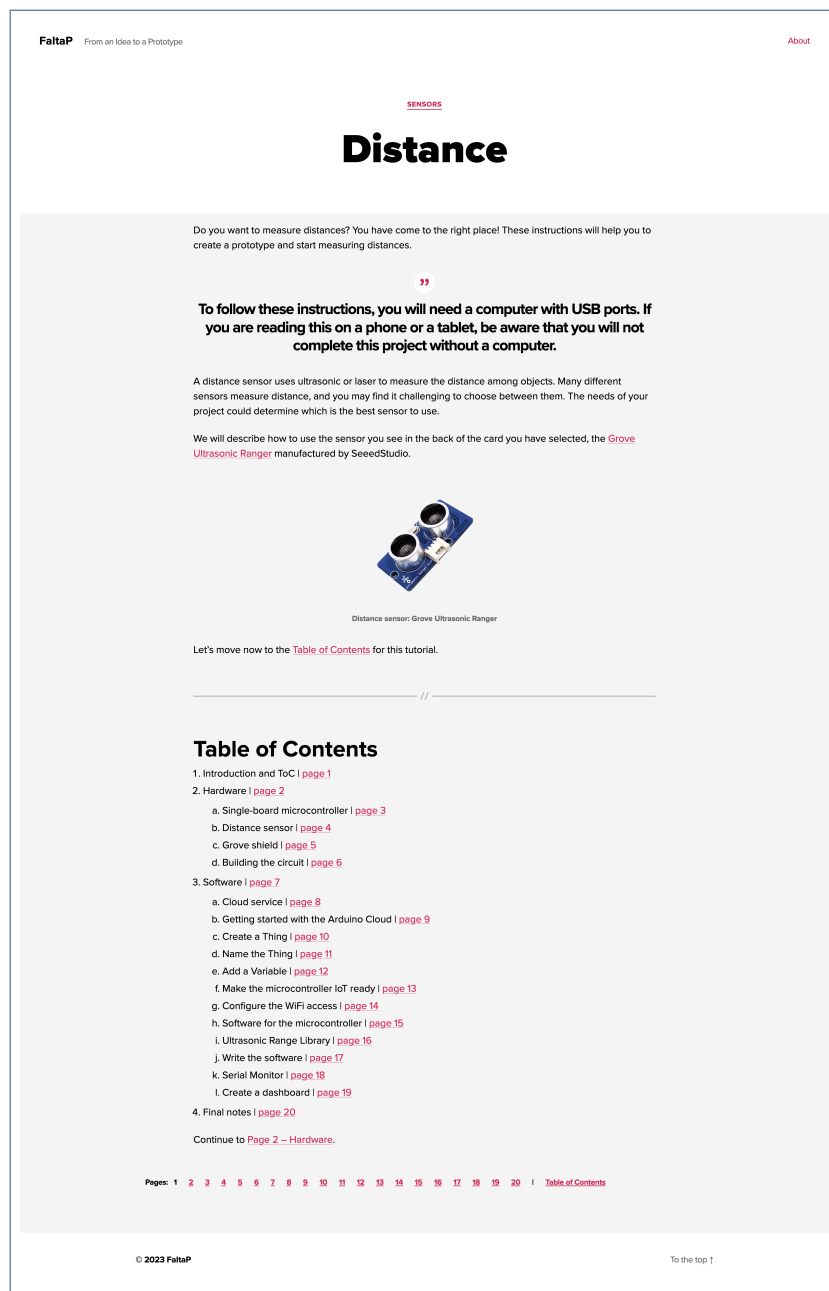 FaltaP From an Idea to a Prototype About
SENSORS
Distance
Do you want to measure distances? You have come to the right place! These instructions will help you to
create a prototype and start measuring distances.
”
To follow these instructions, you will need a computer with USB ports. If
you are reading this on a phone or a tablet, be aware that you will not
complete this project without a computer.
A distance sensor uses ultrasonic or laser to measure the distance among objects. Many different
sensors measure distance, and you may find it challenging to choose between them. The needs of your
project could determine which is the best sensor to use.
We will describe how to use the sensor you see in the back of the card you have selected, the Grove
Ultrasonic Ranger manufactured by SeeedStudio.
Distance sensor: Grove Ultrasonic Ranger
Let’s move now to the Table of Contents for this tutorial.
//
Table of Contents
1. Introduction and ToC | page 1
2. Hardware | page 2
a. Single-board microcontroller | page 3
b. Distance sensor | page 4
c. Grove shield | page 5
d. Building the circuit | page 6
3. Software | page 7
a. Cloud service | page 8
b. Getting started with the Arduino Cloud | page 9
c. Create a Thing | page 10
d. Name the Thing | page 11
e. Add a Variable | page 12
f. Make the microcontroller IoT ready | page 13
g. Configure the WiFi access | page 14
h. Software for the microcontroller | page 15
i. Ultrasonic Range Library | page 16
j. Write the software | page 17
k. Serial Monitor | page 18
l. Create a dashboard | page 19
4. Final notes | page 20
Continue to Page 2 – Hardware.
Pages: 1 2 3 4 5 6 7 8 9 10 11 12 13 14 15 16 17 18 19 20 | Table of Contents
© 2023 FaltaP To the top ↑